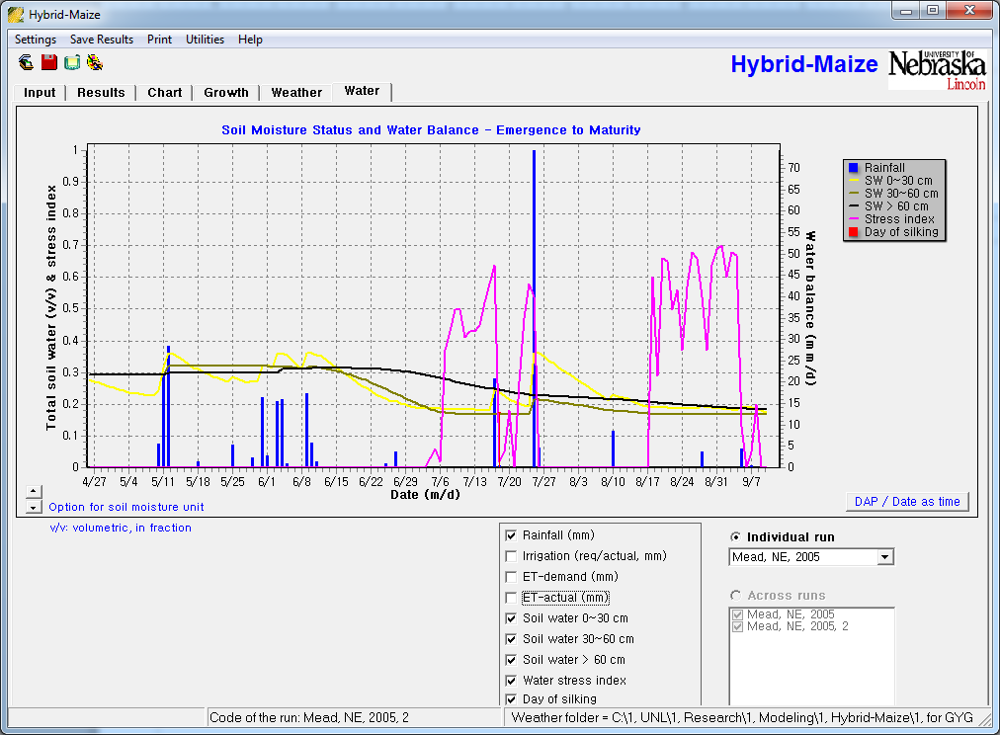 Hybrid-Maize
Settings Save Results Print Utilities Help
Hybrid-Maize
UNIVERSITY OF
Nebraska
Lincoln
Input Results Chart Growth Weather Water
Soil Moisture Status and Water Balance - Emergence to Maturity
Total soil water (v/v) & stress index
1
0.9
0.8
0.7
0.6
0.5
0.4
0.3
0.2
0.1
0
70
65
60
55
50
45
40
35
30
25
20
15
10
5
0
Water balance (mm/d)
4/27 5/4 5/11 5/18 5/25 6/1 6/8 6/15 6/22 6/29 7/6 7/13 7/20 7/27 8/3 8/10 8/17 8/24 8/31 9/7
Date (m/d)
Rainfall
SW 0~30 cm
SW 30~60 cm
SW > 60 cm
Stress index
Day of silking
Option for soil moisture unit
DAP / Date as time
v/v: volumetric, in fraction
Rainfall (mm)
Irrigation (req/actual, mm)
ET-demand (mm)
ET-actual (mm)
Soil water 0~30 cm
Soil water 30~60 cm
Soil water > 60 cm
Water stress index
Day of silking
Individual run
Mead, NE, 2005
Across runs
Mead, NE, 2005
Mead, NE, 2005, 2
Code of the run: Mead, NE, 2005, 2
Weather folder = C:\1, UNL\1, Research\1, Modeling\1, Hybrid-Maize\1, for GYG